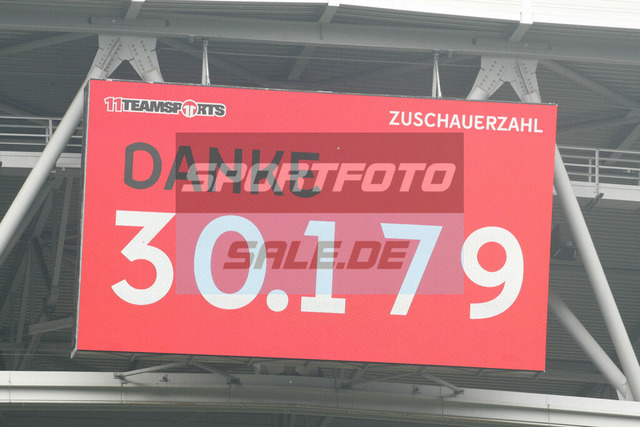 11TEAMSPORTS
ZUSCHAUERZAHL
DANKE
SPORTFOTO
30.179
SALE.DE